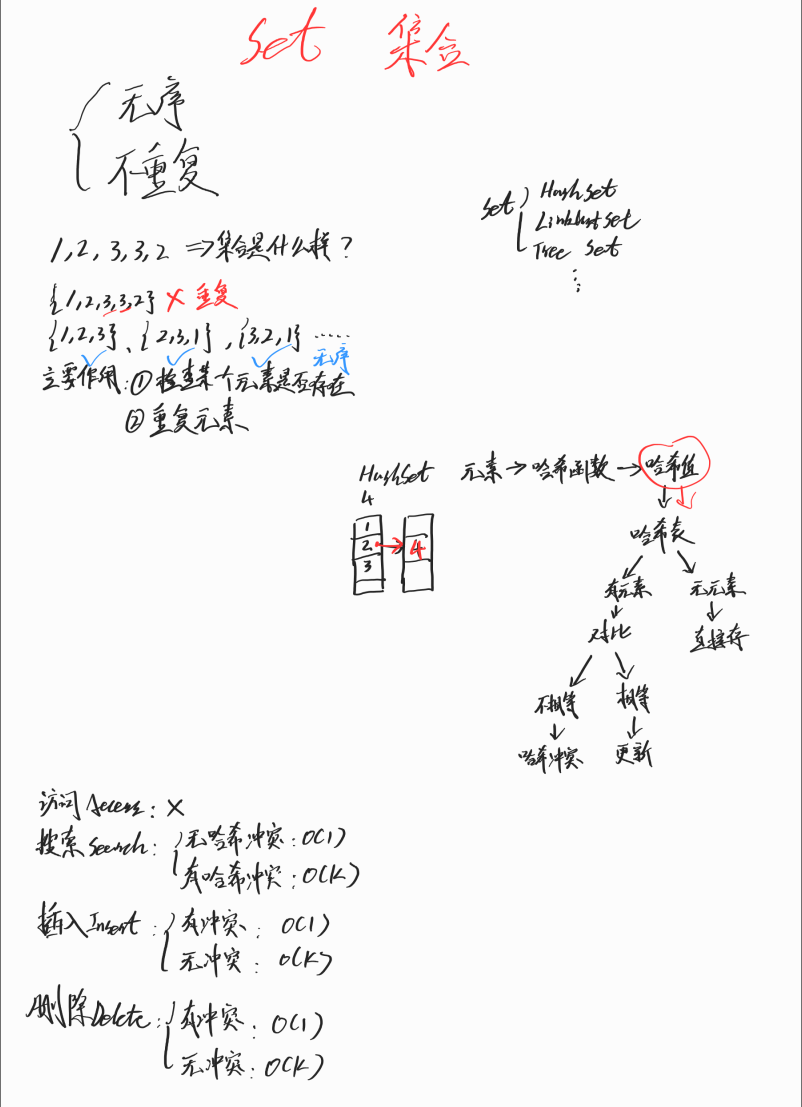 Set 集合
无序
不重复
Set HashSet
LinkListSet
Tree Set
1,2,3,3,2 => 集合是什么样?
{1,2,3,3,2} × 重复
{1,2,3}、{2,3,1},{3,2,1} ……
无序
主要作用:① 检查某个元素是否存在
② 重复元素
HashSet 元素→哈希函数→哈希值
4
1
2 → 4
3
哈希表
有元素 无元素
对比 直接存
不相等 相等
哈希冲突 更新
访问 Access: ×
搜索 Search: 无哈希冲突:O(1)
有哈希冲突:O(K)
插入 Insert: 有冲突: O(1)
无冲突: O(K)
删除 Delete: 有冲突: O(1)
无冲突: O(K)